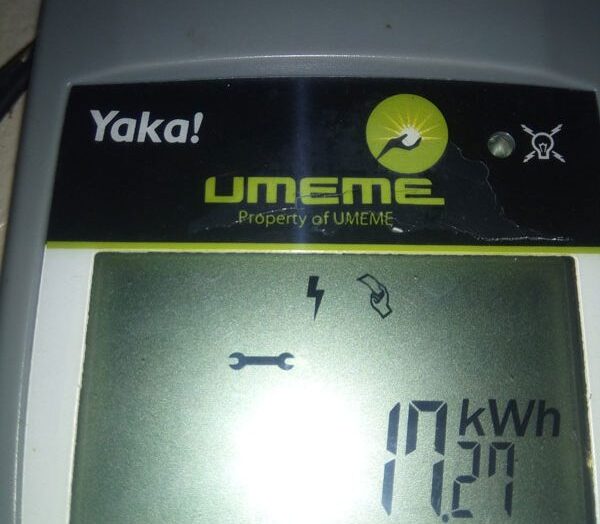 Yaka!
UMEME
Property of UMEME
kWh
17.27